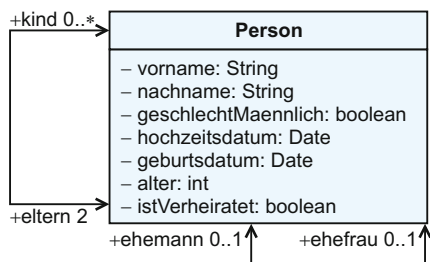 +kind 0..*
Person
– vorname: String
– nachname: String
– geschlechtMaennlich: boolean
– hochzeitsdatum: Date
– geburtsdatum: Date
– alter: int
– istVerheiratet: boolean
+eltern 2
+ehemann 0..1
+ehefrau 0..1